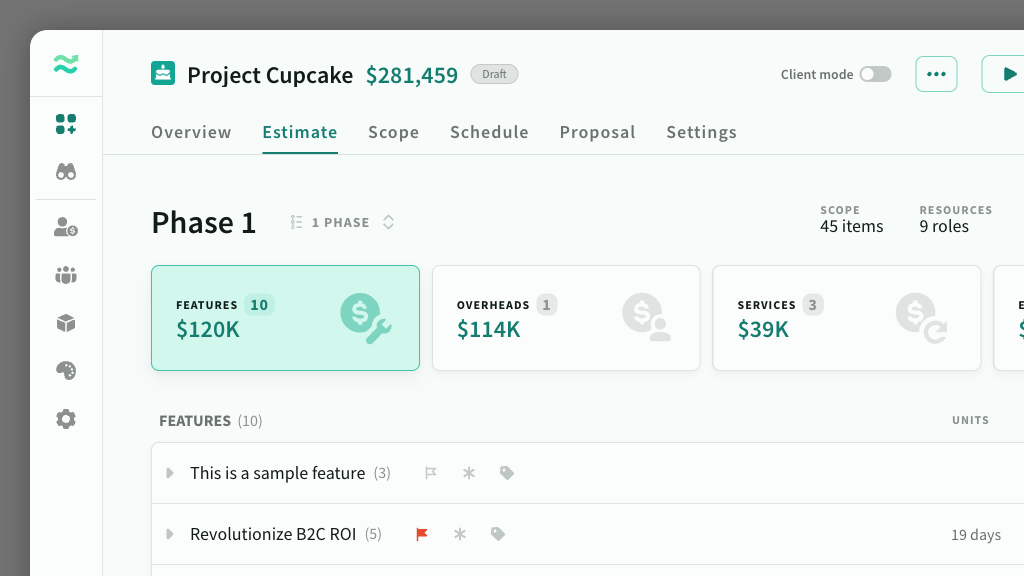 Project Cupcake $281,459 Draft
Client mode
Overview Estimate Scope Schedule Proposal Settings
Phase 1
1 PHASE
SCOPE
45 items
RESOURCES
9 roles
FEATURES 10
$120K
OVERHEADS 1
$114K
SERVICES 3
$39K
FEATURES (10)
UNITS
This is a sample feature (3)
Revolutionize B2C ROI (5)
19 days